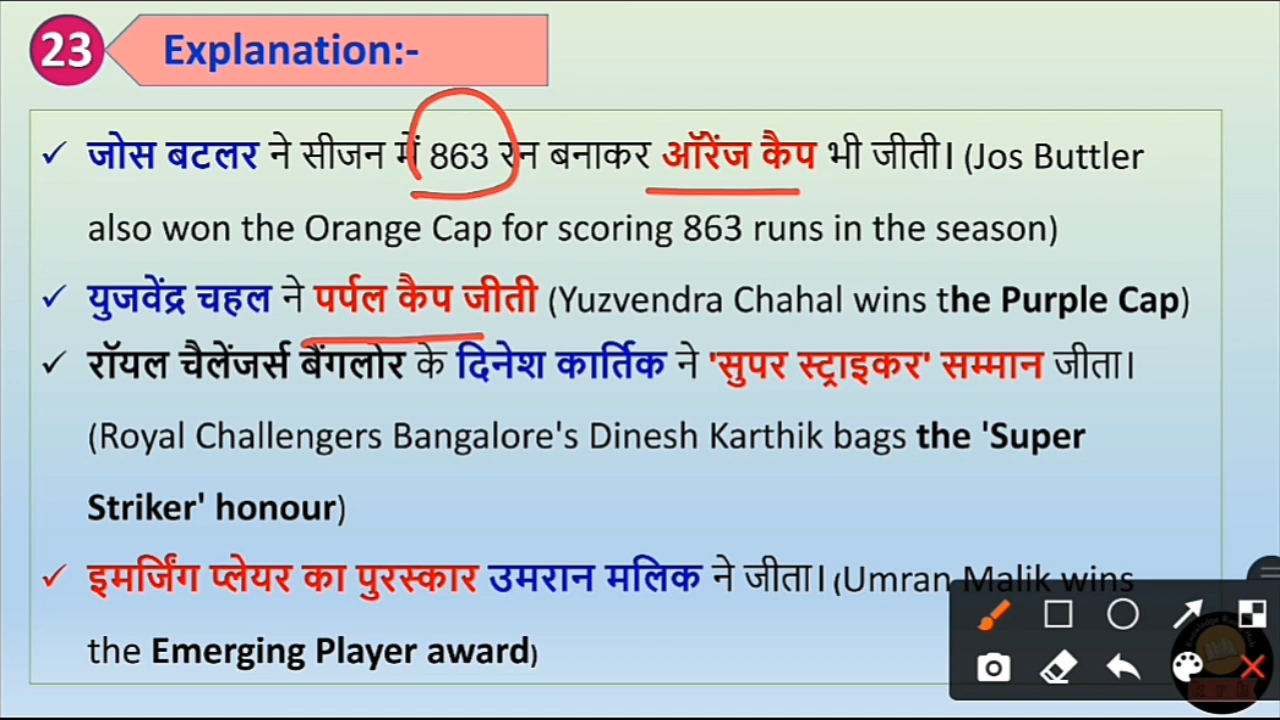 23 Explanation:-
✓ जोस बटलर ने सीजन में 863 रन बनाकर ऑरेंज कैप भी जीती। (Jos Buttler
also won the Orange Cap for scoring 863 runs in the season)
✓ युजवेंद्र चहल ने पर्पल कैप जीती (Yuzvendra Chahal wins the Purple Cap)
✓ रॉयल चैलेंजर्स बैंगलोर के दिनेश कार्तिक ने 'सुपर स्ट्राइकर' सम्मान जीता।
(Royal Challengers Bangalore's Dinesh Karthik bags the 'Super
Striker' honour)
✓ इमर्जिंग प्लेयर का पुरस्कार उमरान मलिक ने जीता। (Umran Malik wins
the Emerging Player award)